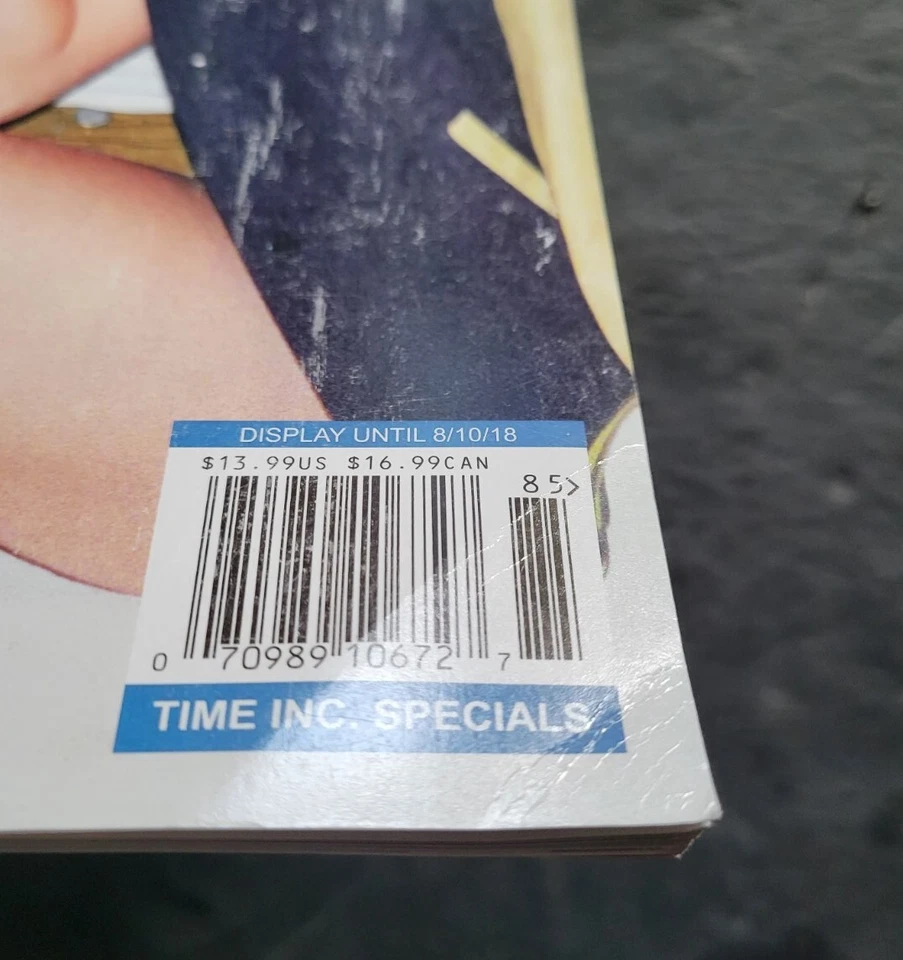 DISPLAY UNTIL 8/10/18
$13.99US $16.99CAN
85>
0 70989 10672 7
TIME INC. SPECIALS